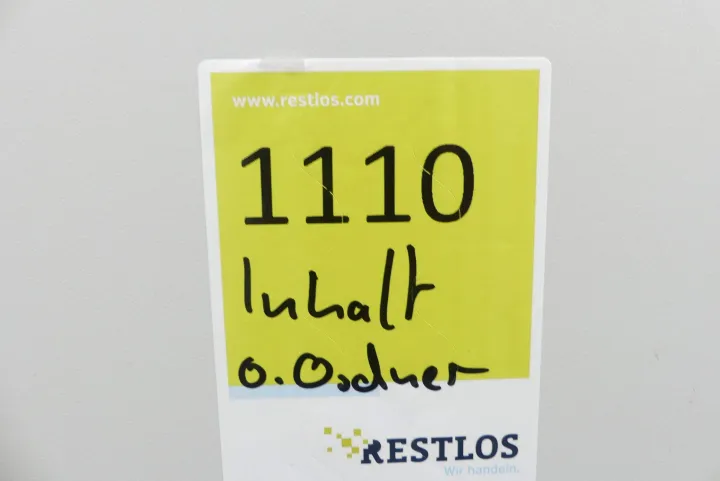 www.restlos.com
1110
Inhalt
o. Ordner
RESTLOS
Wir handeln.